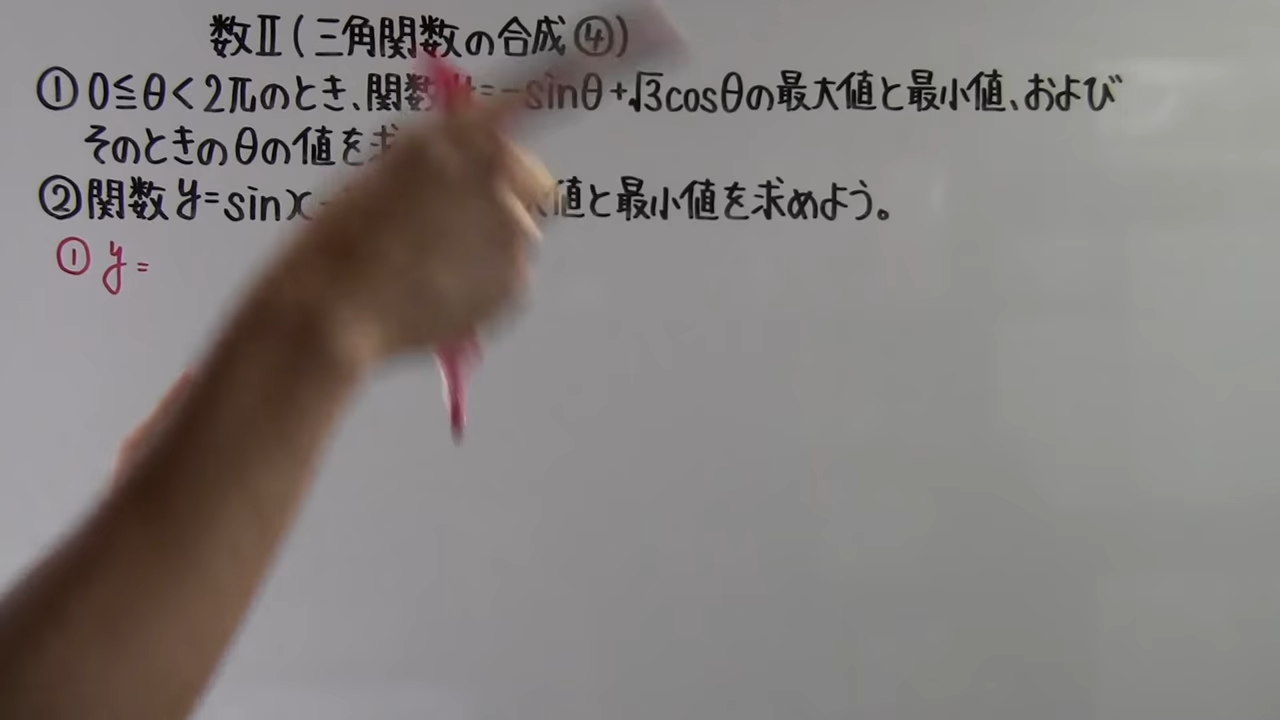 数Ⅱ(三角関数の合成④)
①0≦θ<2πのとき、関数 y=-sinθ+√3cosθの最大値と最小値、および
そのときのθの値を求
②関数y=sinx 値と最小値を求めよう。
①y=